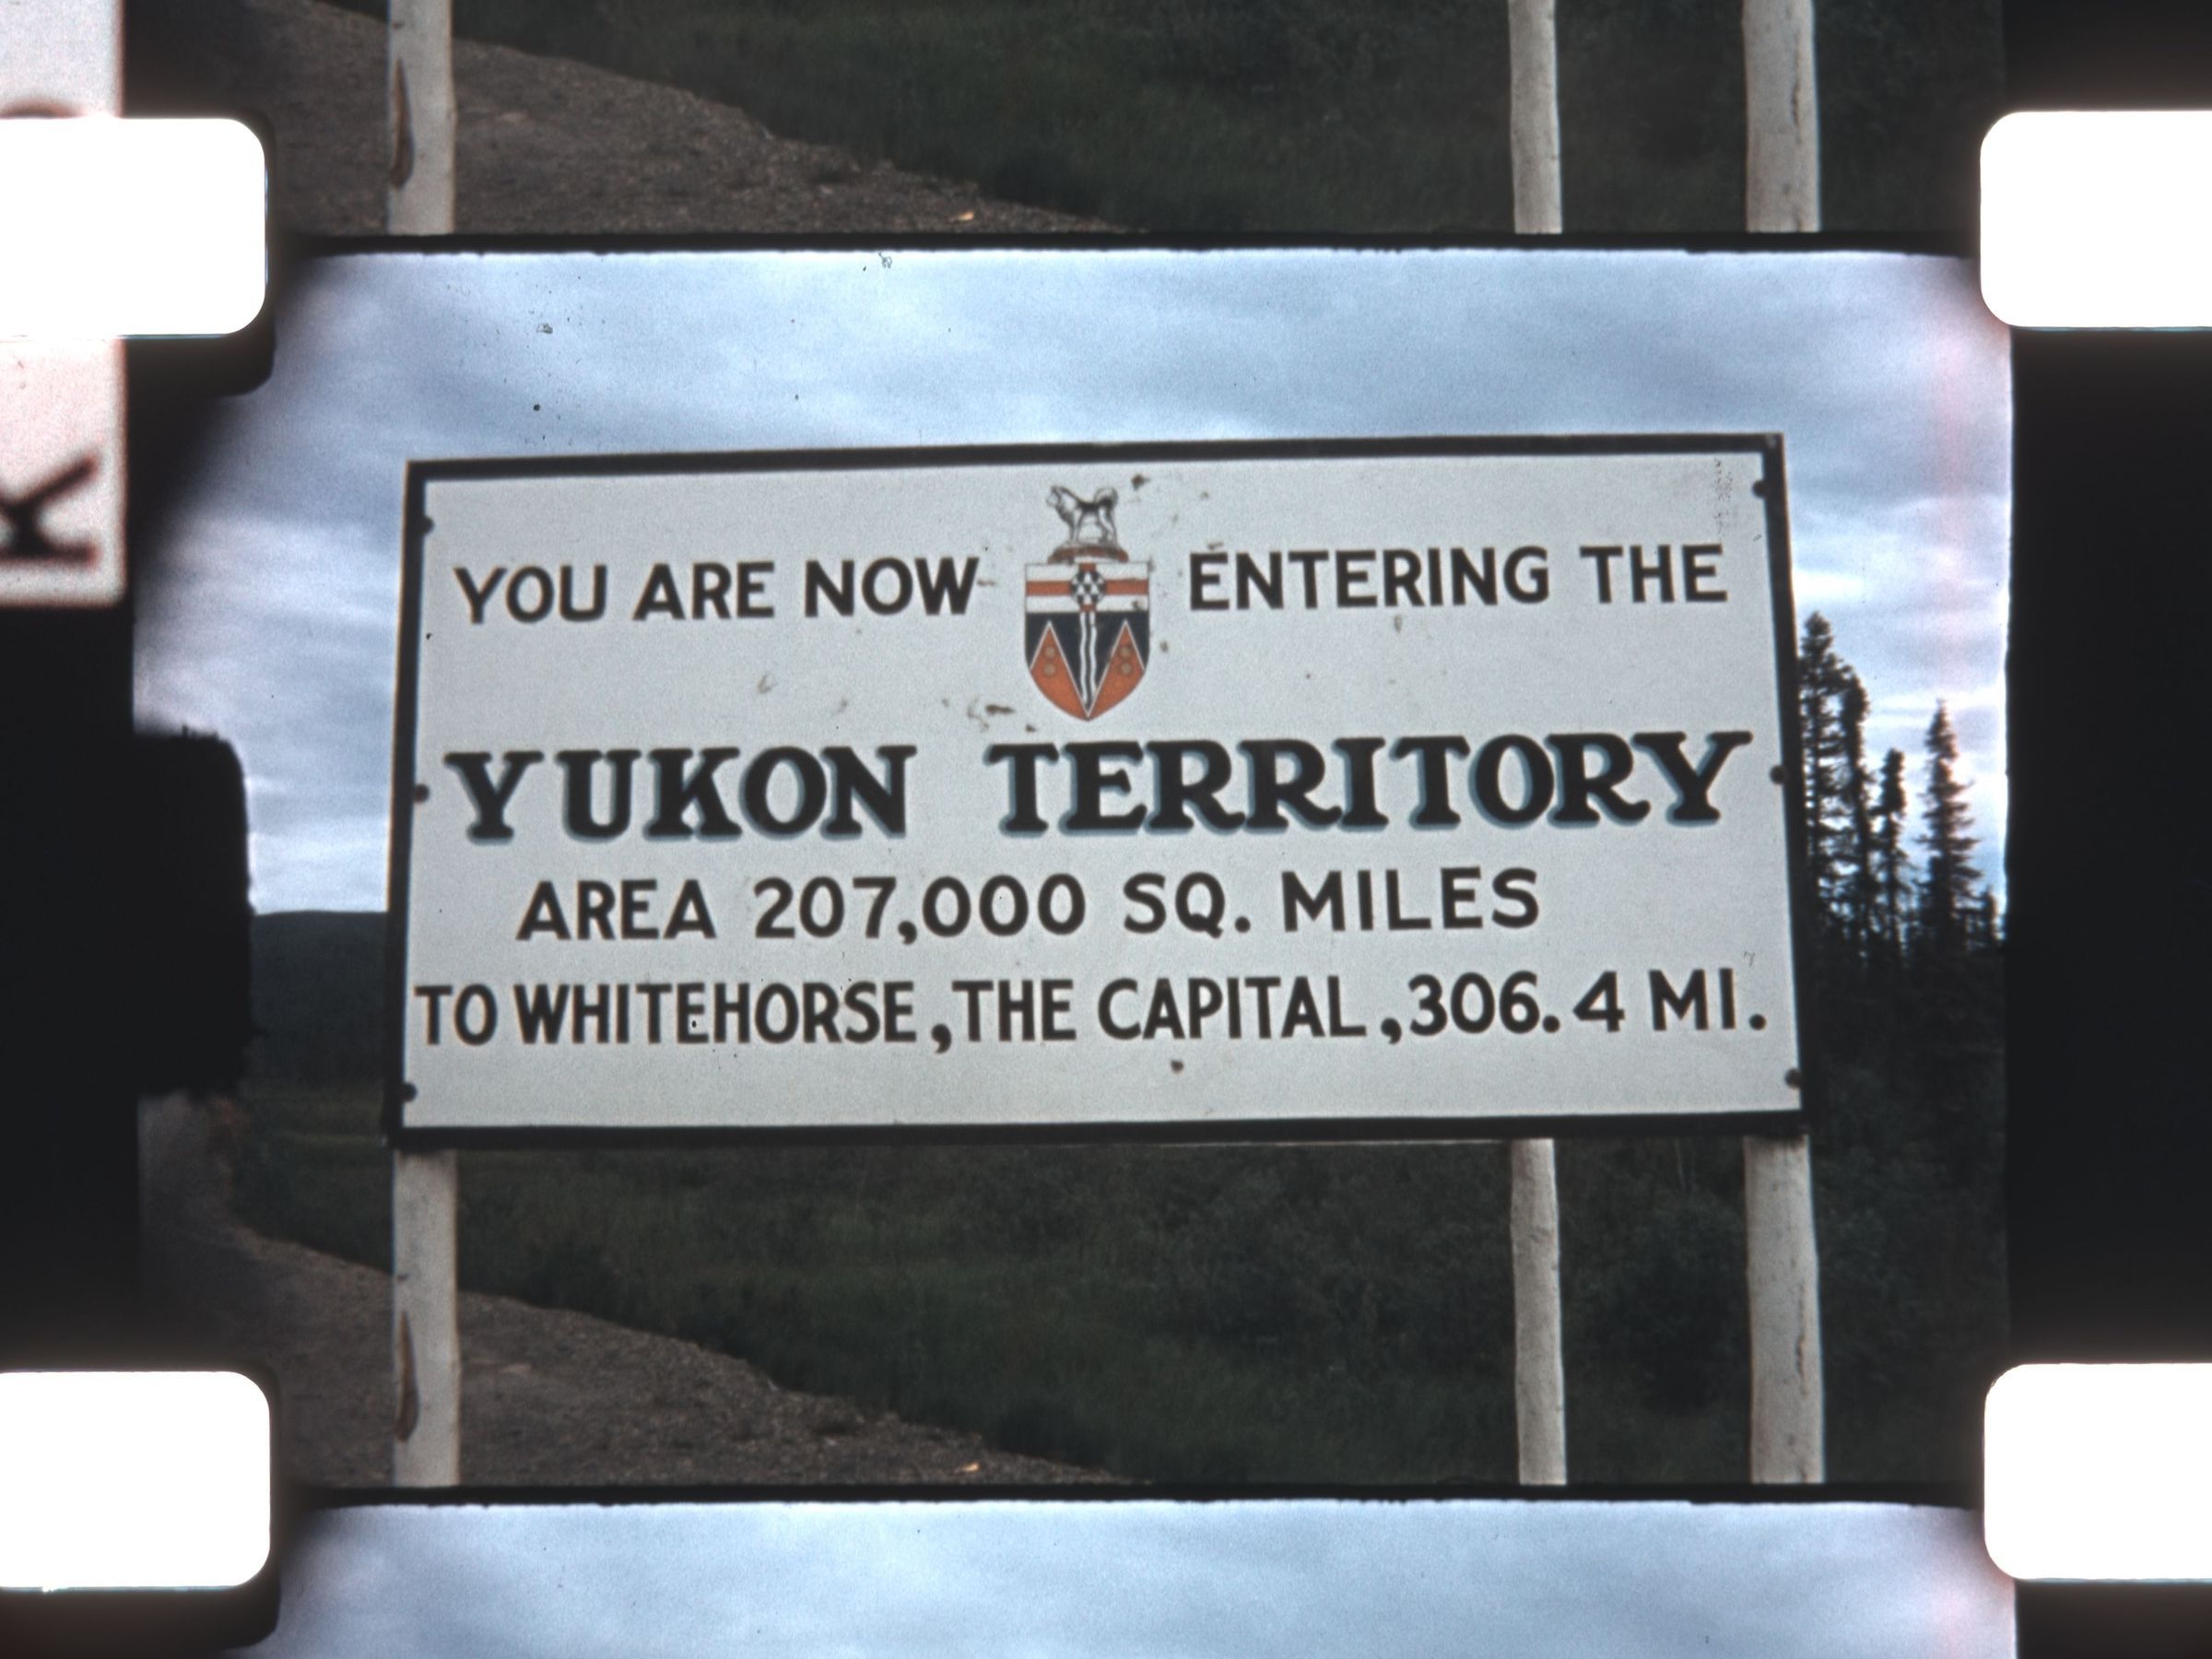 K
YOU ARE NOW ENTERING THE
YUKON TERRITORY
AREA 207,000 SQ. MILES
TO WHITEHORSE, THE CAPITAL, 306.4 MI.